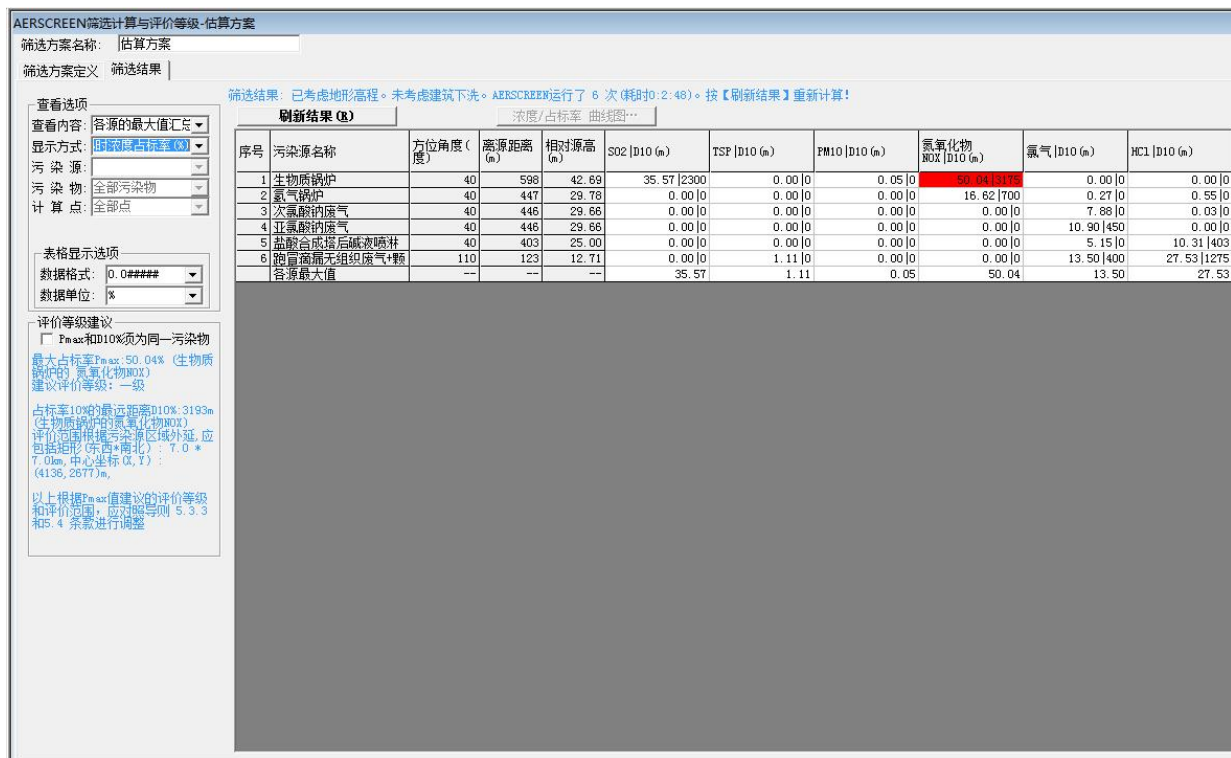 AERSCREEN筛选计算与评价等级-估算方案
筛选方案名称: 估算方案
筛选方案定义 筛选结果
筛选结果: 已考虑地形高程。未考虑建筑下洗。AERSCREEN运行了 6 次(耗时0:2:48)。按【刷新结果】重新计算!
刷新结果(R) 浓度/占标率 曲线图…
查看选项
查看内容: 各源的最大值汇总
显示方式: 时浓度占标率(%)
污 染 源:
污 染 物: 全部污染物
计 算 点: 全部点
表格显示选项
数据格式: 0.0#####
数据单位: %
评价等级建议
Pmax和D10%须为同一污染物
最大占标率Pmax:50.04% (生物质
锅炉的 氮氧化物NOX)
建议评价等级: 一级
占标率10%的最远距离D10%:3193m
(生物质锅炉的氮氧化物NOX)
评价范围根据污染源区域外延,应
包括矩形(东西*南北): 7.0 *
7.0km,中心坐标(X,Y):
(4136,2677)m,
以上根据Pmax值建议的评价等级
和评价范围,应对照导则 5.3.3
和5.4 条款进行调整
序号 污染源名称 方位角度(度) 离源距离(m) 相对源高(m) SO2|D10(m) TSP|D10(m) PM10|D10(m) 氮氧化物NOX|D10(m) 氯气|D10(m) HCl|D10(m)
1 生物质锅炉 40 598 42.69 35.57|2300 0.00|0 0.05|0 50.04|3175 0.00|0 0.00|0
2 氢气锅炉 40 447 29.78 0.00|0 0.00|0 0.00|0 16.62|700 0.27|0 0.55|0
3 次氯酸钠废气 40 446 29.66 0.00|0 0.00|0 0.00|0 0.00|0 7.88|0 0.03|0
4 亚氯酸钠废气 40 446 29.66 0.00|0 0.00|0 0.00|0 0.00|0 10.90|450 0.00|0
5 盐酸合成塔后碱液喷淋 40 403 25.00 0.00|0 0.00|0 0.00|0 0.00|0 5.15|0 10.31|403
6 跑冒滴漏无组织废气+颗 110 123 12.71 0.00|0 1.11|0 0.00|0 0.00|0 13.50|400 27.53|1275
各源最大值 -- -- -- 35.57 1.11 0.05 50.04 13.50 27.53